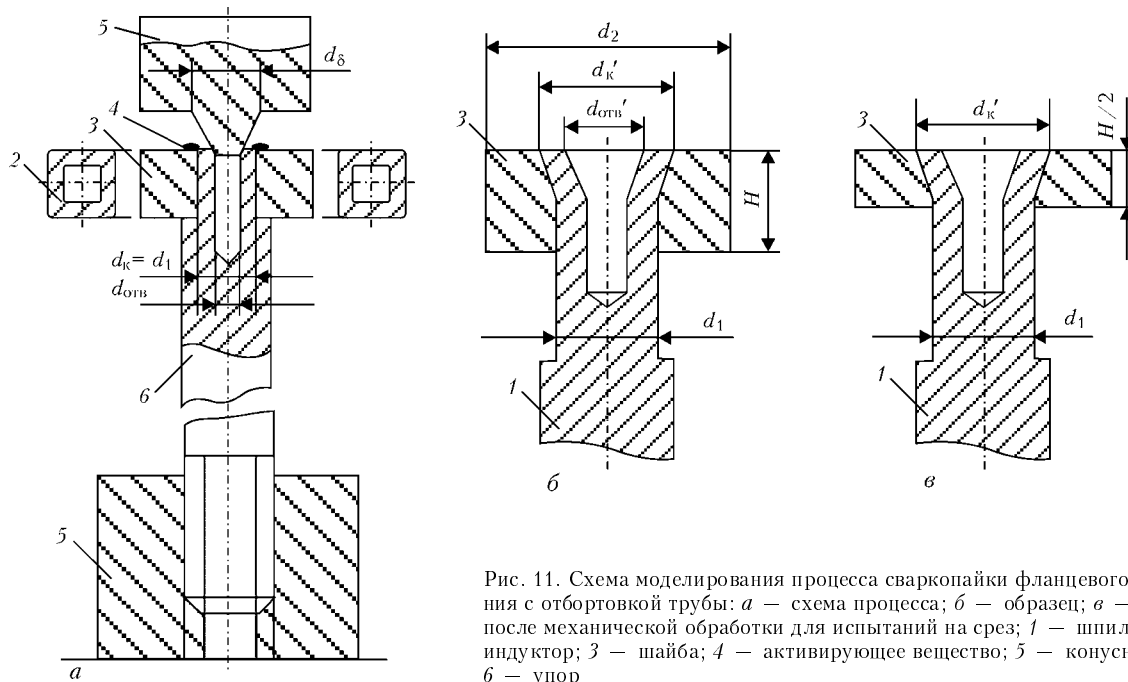 5
d_δ
4
3
2
d_к = d_1
d_отв
6
5
а
d_2
d_к′
d_отв′
3
H
d_1
1
б
d_к′
H/2
3
d_1
1
в
Рис. 11. Схема моделирования процесса сваркопайки фланцевого
ния с отбортовкой трубы: а — схема процесса; б — образец; в —
после механической обработки для испытаний на срез; 1 — шпил
индуктор; 3 — шайба; 4 — активирующее вещество; 5 — конусн
6 — упор